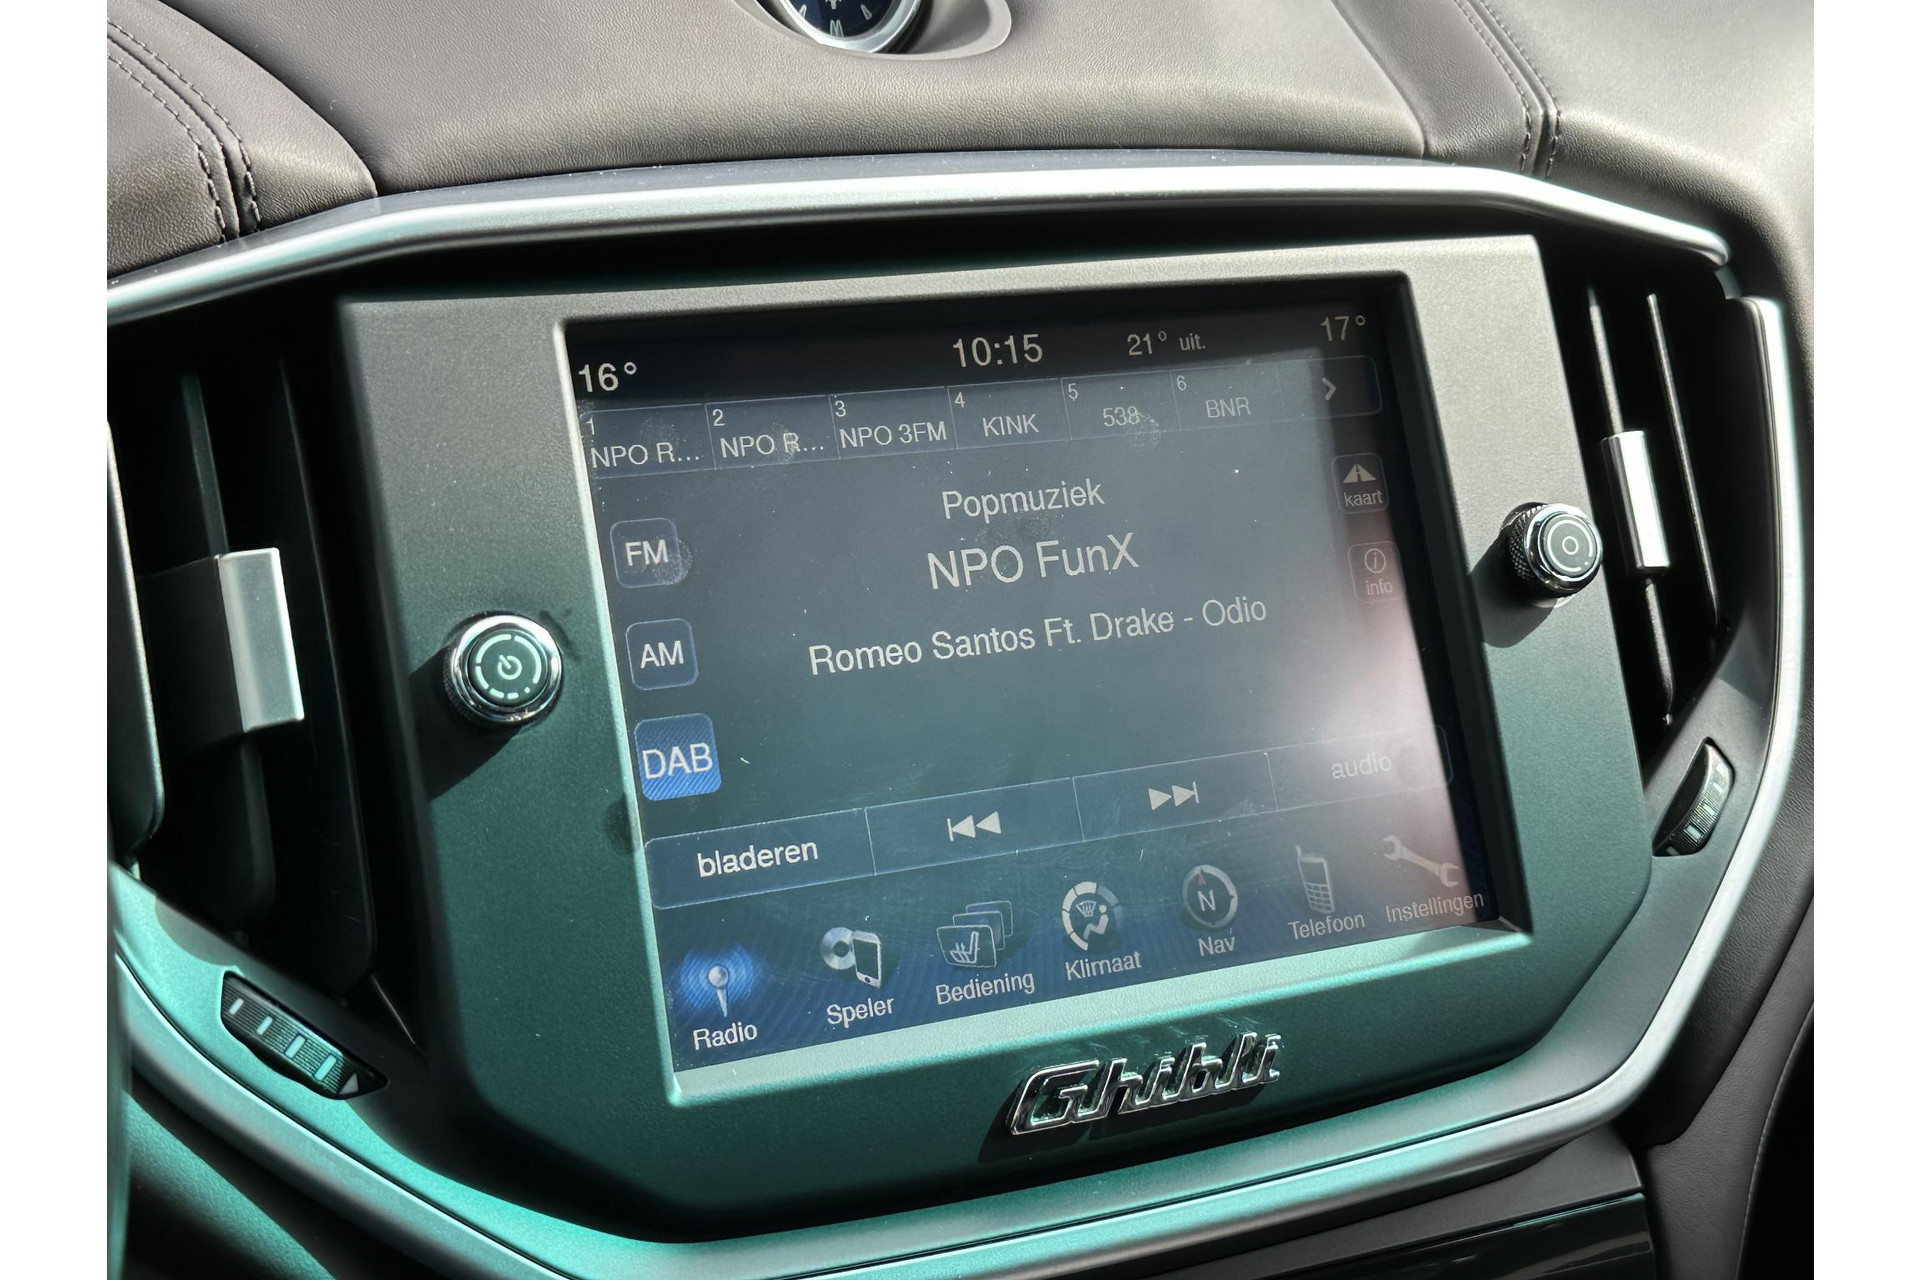 16° 10:15 21° uit. 17°
1 NPO R... 2 NPO R... 3 NPO 3FM 4 KINK 5 538 6 BNR
kaart
Popmuziek
FM
NPO FunX
info
AM
Romeo Santos Ft. Drake - Odio
DAB
audio
bladeren
Radio Speler Bediening Klimaat N Nav Telefoon Instellingen
Ghibli